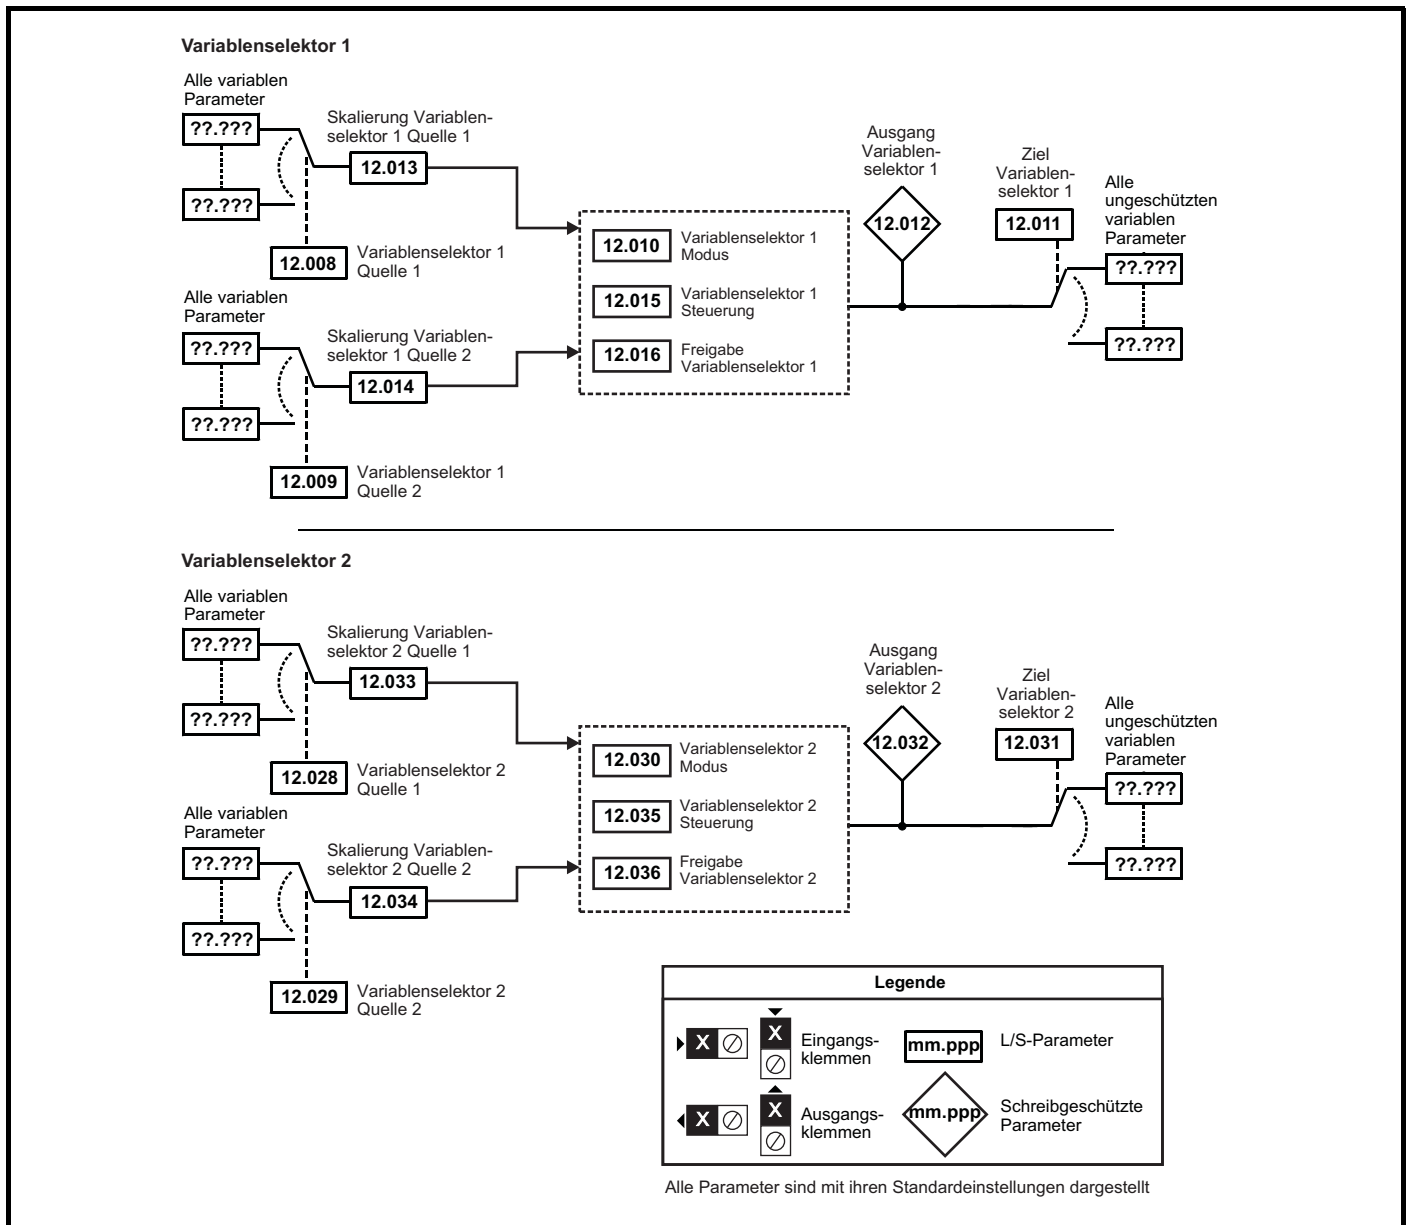 Variablenselektor 1
Alle variablen
Parameter
??.???
??.???
Skalierung Variablen-
selektor 1 Quelle 1
12.013
12.008
Variablenselektor 1
Quelle 1
Alle variablen
Parameter
??.???
??.???
Skalierung Variablen-
selektor 1 Quelle 2
12.014
12.009
Variablenselektor 1
Quelle 2
12.010
Variablenselektor 1
Modus
12.015
Variablenselektor 1
Steuerung
12.016
Freigabe
Variablenselektor 1
Ausgang
Variablen-
selektor 1
12.012
Ziel
Variablen-
selektor 1
12.011
Alle
ungeschützten
variablen
Parameter
??.???
??.???
Variablenselektor 2
Alle variablen
Parameter
??.???
??.???
Skalierung Variablen-
selektor 2 Quelle 1
12.033
12.028
Variablenselektor 2
Quelle 1
Alle variablen
Parameter
??.???
??.???
Skalierung Variablen-
selektor 2 Quelle 2
12.034
12.029
Variablenselektor 2
Quelle 2
12.030
Variablenselektor 2
Modus
12.035
Variablenselektor 2
Steuerung
12.036
Freigabe
Variablenselektor 2
Ausgang
Variablen-
selektor 2
12.032
Ziel
Variablen-
selektor 2
12.031
Alle
ungeschützten
variablen
Parameter
??.???
??.???
Legende
X
X
Eingangs-
klemmen
mm.ppp
L/S-Parameter
X
X
Ausgangs-
klemmen
mm.ppp
Schreibgeschützte
Parameter
Alle Parameter sind mit ihren Standardeinstellungen dargestellt